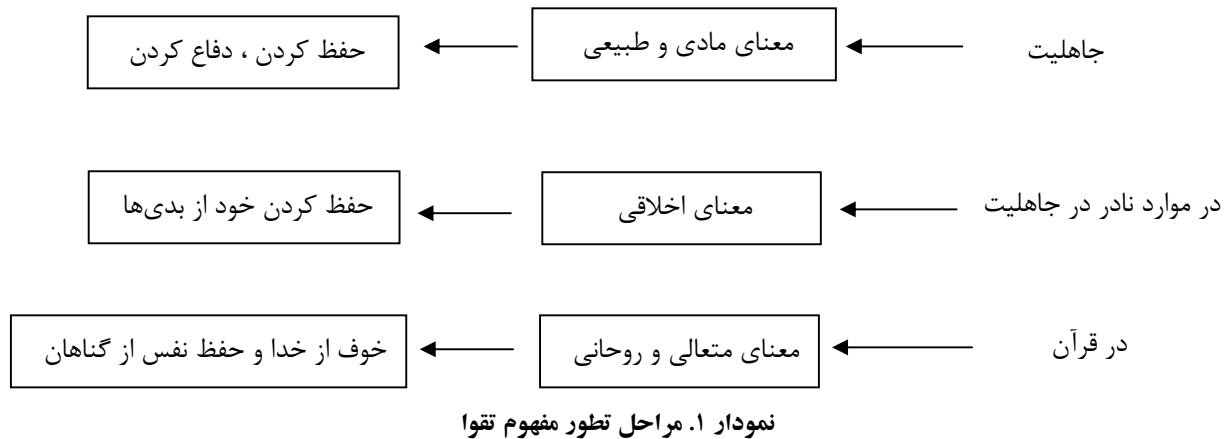 جاهلیت معنای مادی و طبیعی حفظ کردن ، دفاع کردن
در موارد نادر در جاهلیت معنای اخلاقی حفظ کردن خود از بدی‌ها
در قرآن معنای متعالی و روحانی خوف از خدا و حفظ نفس از گناهان
نمودار ۱. مراحل تطور مفهوم تقوا